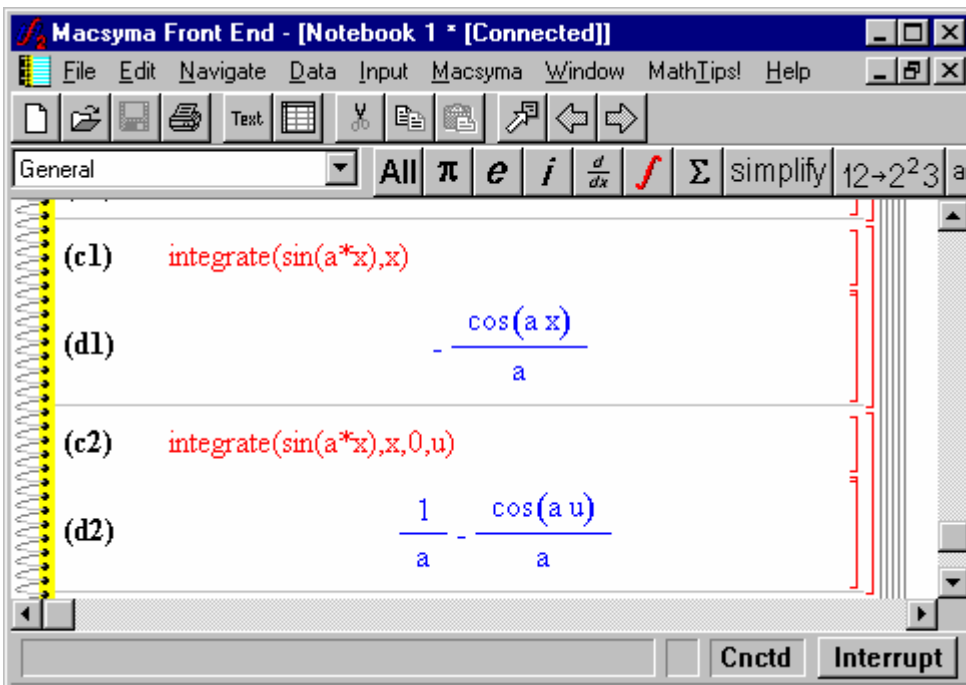 Macsyma Front End - [Notebook 1 * [Connected]]
File Edit Navigate Data Input Macsyma Window MathTips! Help
Text
General All π e i d/dx ∫ Σ simplify 12→2²3 a
(c1) integrate(sin(a*x),x)
(d1) - cos(a x) / a
(c2) integrate(sin(a*x),x,0,u)
(d2) 1 / a - cos(a u) / a
Cnctd Interrupt